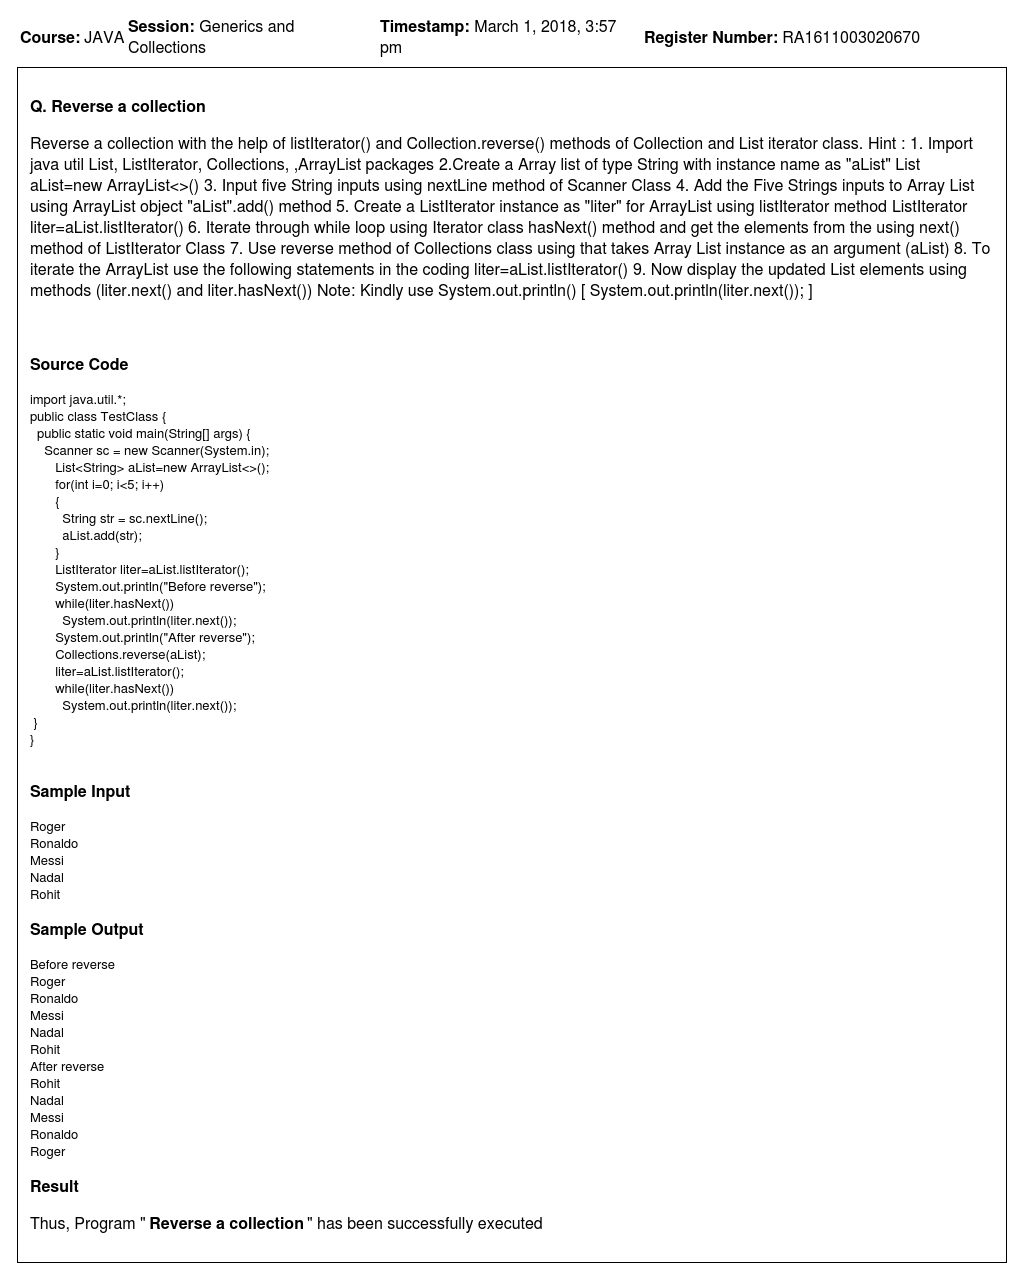 Course: JAVA Session: Generics and Collections Timestamp: March 1, 2018, 3:57 pm Register Number: RA1611003020670
Q. Reverse a collection
Reverse a collection with the help of listIterator() and Collection.reverse() methods of Collection and List iterator class. Hint : 1. Import
java util List, ListIterator, Collections, ,ArrayList packages 2.Create a Array list of type String with instance name as "aList" List
aList=new ArrayList<>() 3. Input five String inputs using nextLine method of Scanner Class 4. Add the Five Strings inputs to Array List
using ArrayList object "aList".add() method 5. Create a ListIterator instance as "liter" for ArrayList using listIterator method ListIterator
liter=aList.listIterator() 6. Iterate through while loop using Iterator class hasNext() method and get the elements from the using next()
method of ListIterator Class 7. Use reverse method of Collections class using that takes Array List instance as an argument (aList) 8. To
iterate the ArrayList use the following statements in the coding liter=aList.listIterator() 9. Now display the updated List elements using
methods (liter.next() and liter.hasNext()) Note: Kindly use System.out.println() [ System.out.println(liter.next()); ]
Source Code
import java.util.*;
public class TestClass {
public static void main(String[] args) {
Scanner sc = new Scanner(System.in);
List<String> aList=new ArrayList<>();
for(int i=0; i<5; i++)
{
String str = sc.nextLine();
aList.add(str);
}
ListIterator liter=aList.listIterator();
System.out.println("Before reverse");
while(liter.hasNext())
System.out.println(liter.next());
System.out.println("After reverse");
Collections.reverse(aList);
liter=aList.listIterator();
while(liter.hasNext())
System.out.println(liter.next());
}
}
Sample Input
Roger
Ronaldo
Messi
Nadal
Rohit
Sample Output
Before reverse
Roger
Ronaldo
Messi
Nadal
Rohit
After reverse
Rohit
Nadal
Messi
Ronaldo
Roger
Result
Thus, Program " Reverse a collection " has been successfully executed